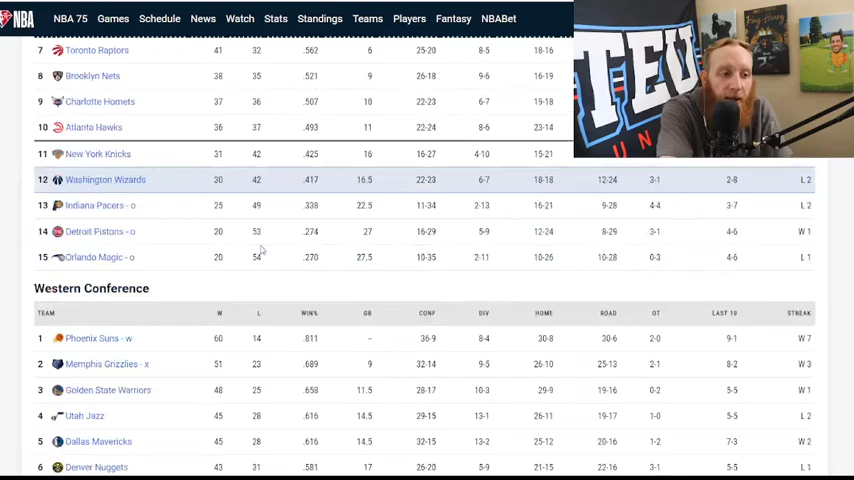 NBA NBA 75 Games Schedule News Watch Stats Standings Teams Players Fantasy NBABet
7 Toronto Raptors 41 32 .562 6 25-20 8-5 18-16
8 Brooklyn Nets 38 35 .521 9 26-18 9-6 16-19
9 Charlotte Hornets 37 36 .507 10 22-23 6-7 19-18
10 Atlanta Hawks 36 37 .493 11 22-24 8-6 23-14
11 New York Knicks 31 42 .425 16 16-27 4-10 15-21
12 Washington Wizards 30 42 .417 16.5 22-23 6-7 18-18 12-24 3-1 2-8 L 2
13 Indiana Pacers - o 25 49 .338 22.5 11-34 2-13 16-21 9-28 4-4 3-7 L 2
14 Detroit Pistons - o 20 53 .274 27 16-29 5-9 12-24 8-29 3-1 4-6 W 1
15 Orlando Magic - o 20 54 .270 27.5 10-35 2-11 10-26 10-28 0-3 4-6 L 1
Western Conference
TEAM W L WIN% GB CONF DIV HOME ROAD OT LAST 10 STREAK
1 Phoenix Suns - w 60 14 .811 -- 36-9 8-4 30-8 30-6 2-0 9-1 W 7
2 Memphis Grizzlies - x 51 23 .689 9 32-14 9-5 26-10 25-13 2-1 8-2 W 3
3 Golden State Warriors 48 25 .658 11.5 28-17 10-3 29-9 19-16 0-2 5-5 W 1
4 Utah Jazz 45 28 .616 14.5 29-15 13-1 26-11 19-17 1-0 5-5 L 2
5 Dallas Mavericks 45 28 .616 14.5 32-15 13-2 25-12 20-16 1-2 7-3 W 2
6 Denver Nuggets 43 31 .581 17 26-20 5-9 21-15 22-16 3-1 5-5 L 1
TEU
UN